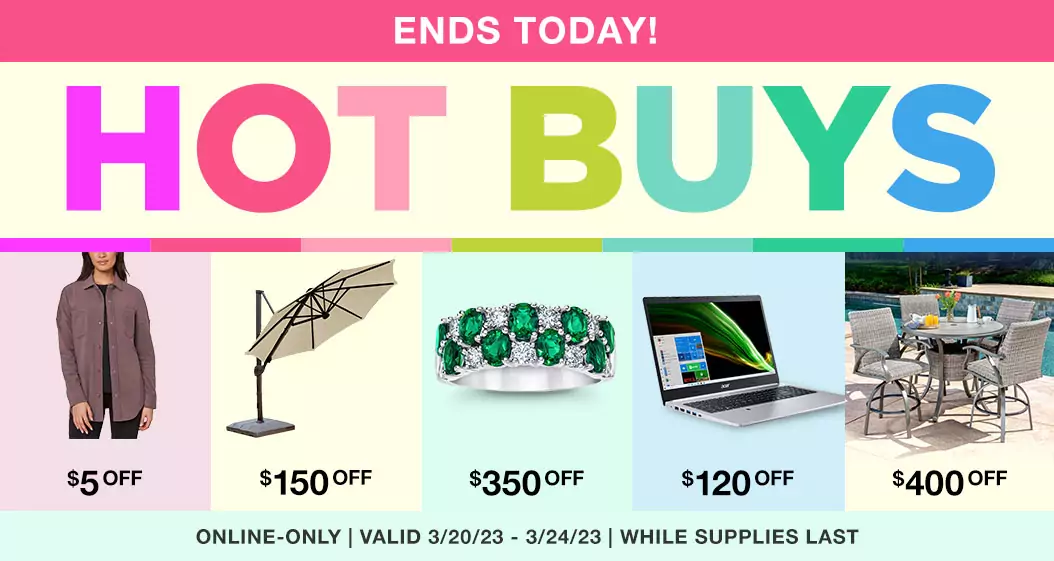 ENDS TODAY!
HOT BUYS
$5 OFF
$150 OFF
$350 OFF
$120 OFF
$400 OFF
ONLINE-ONLY | VALID 3/20/23 - 3/24/23 | WHILE SUPPLIES LAST